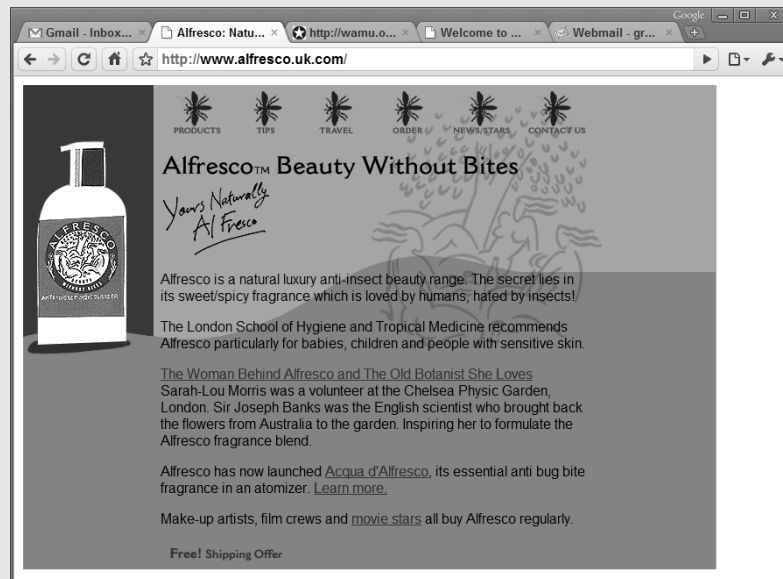 Google
Gmail - Inbox... Alfresco: Natu... http://wamu.o... Welcome to ... Webmail - gr...
http://www.alfresco.uk.com/
PRODUCTS TIPS TRAVEL ORDER NEWS/STARS CONTACT US
Alfresco™ Beauty Without Bites
Yours Naturally
Al Fresco
ALFRESCO
WITHOUT BITES
ANTI-INSECT MOISTURIZER
Alfresco is a natural luxury anti-insect beauty range. The secret lies in
its sweet/spicy fragrance which is loved by humans, hated by insects!
The London School of Hygiene and Tropical Medicine recommends
Alfresco particularly for babies, children and people with sensitive skin.
The Woman Behind Alfresco and The Old Botanist She Loves
Sarah-Lou Morris was a volunteer at the Chelsea Physic Garden,
London. Sir Joseph Banks was the English scientist who brought back
the flowers from Australia to the garden. Inspiring her to formulate the
Alfresco fragrance blend.
Alfresco has now launched Acqua d'Alfresco, its essential anti bug bite
fragrance in an atomizer. Learn more.
Make-up artists, film crews and movie stars all buy Alfresco regularly.
Free! Shipping Offer